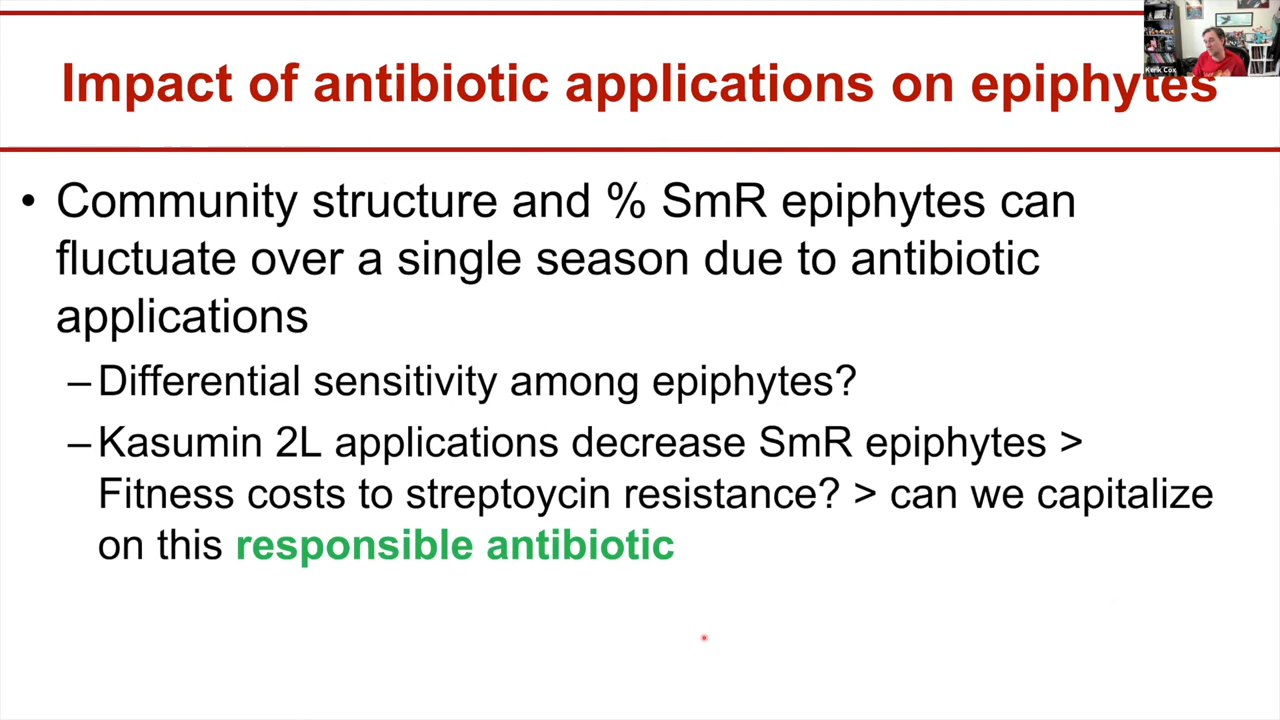 Impact of antibiotic applications on epiphytes
Kerik Cox
• Community structure and % SmR epiphytes can
fluctuate over a single season due to antibiotic
applications
–Differential sensitivity among epiphytes?
–Kasumin 2L applications decrease SmR epiphytes >
Fitness costs to streptoycin resistance? > can we capitalize
on this responsible antibiotic